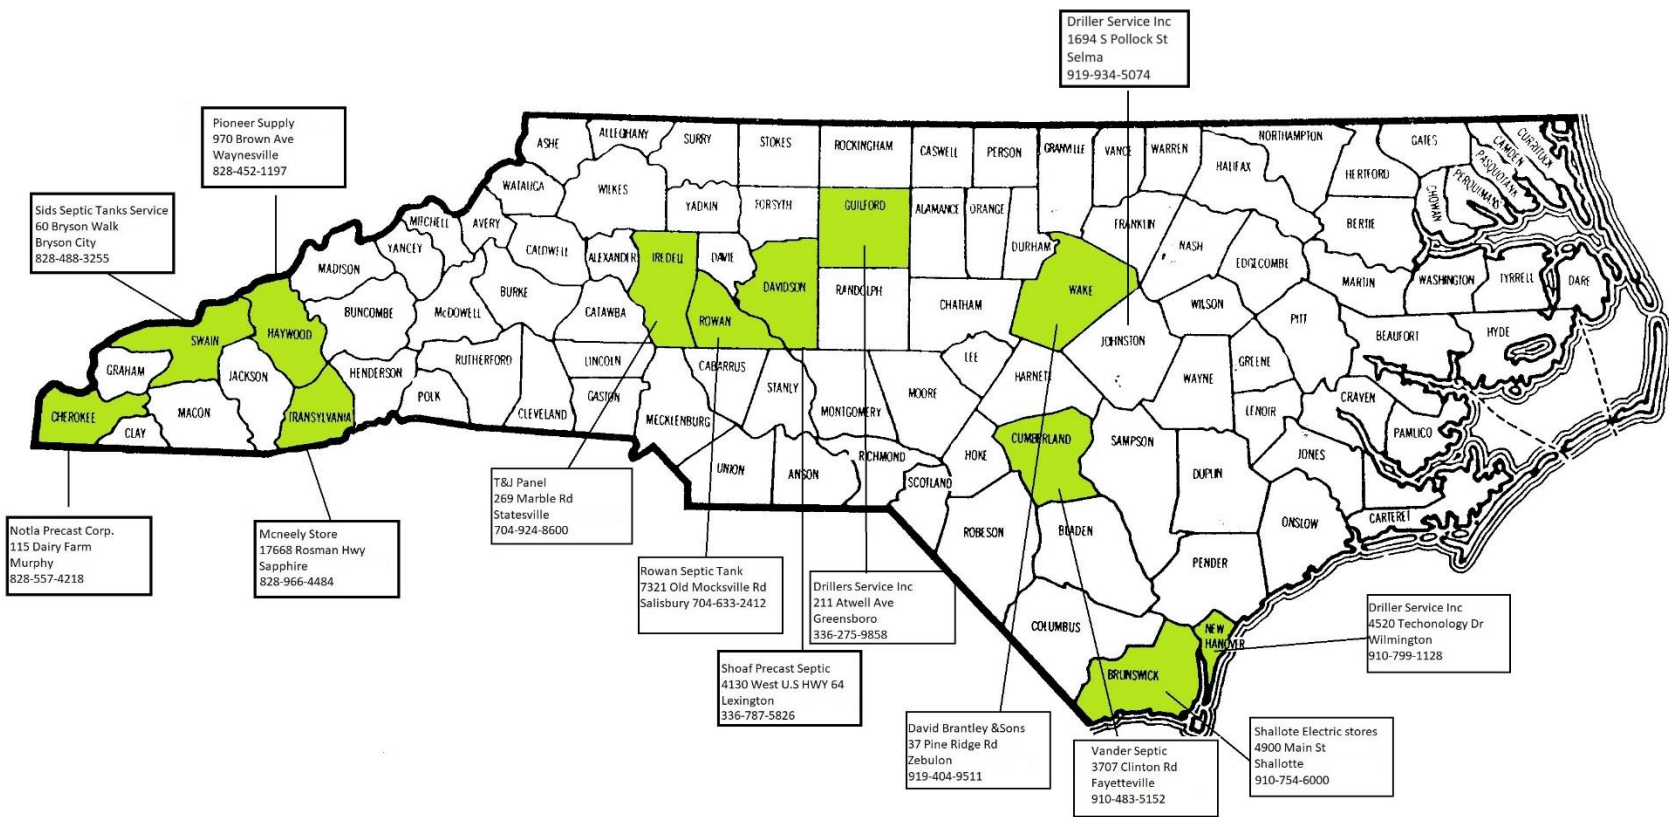 Driller Service Inc
1694 S Pollock St
Selma
919-934-5074
Pioneer Supply
970 Brown Ave
Waynesville
828-452-1197
Sids Septic Tanks Service
60 Bryson Walk
Bryson City
828-488-3255
ASHE
ALLEGHANY
SURRY
STOKES
ROCKINGHAM
CASWELL
PERSON
GRANVILLE
VANCE
WARREN
NORTHAMPTON
GATES
CURRITUCK
CAMDEN
PASQUOTANK
PERQUIMANS
CHOWAN
HALIFAX
HERTFORD
WATAUGA
WILKES
YADKIN
FORSYTH
GUILFORD
ALAMANCE
ORANGE
DURHAM
FRANKLIN
NASH
BERTIE
MITCHELL
AVERY
YANCEY
CALDWELL
ALEXANDER
IREDELL
DAVIE
DAVIDSON
RANDOLPH
CHATHAM
WAKE
EDGECOMBE
MARTIN
WASHINGTON
TYRRELL
DARE
MADISON
BUNCOMBE
McDOWELL
BURKE
CATAWBA
ROWAN
WILSON
PITT
BEAUFORT
HYDE
SWAIN
HAYWOOD
GRAHAM
JACKSON
HENDERSON
RUTHERFORD
LINCOLN
CABARRUS
STANLY
LEE
HARNETT
JOHNSTON
GREENE
WAYNE
CHEROKEE
CLAY
MACON
TRANSYLVANIA
POLK
CLEVELAND
GASTON
MECKLENBURG
MONTGOMERY
MOORE
CUMBERLAND
SAMPSON
LENOIR
CRAVEN
PAMLICO
UNION
ANSON
RICHMOND
SCOTLAND
HOKE
DUPLIN
JONES
ROBESON
BLADEN
ONSLOW
CARTERET
PENDER
COLUMBUS
BRUNSWICK
NEW
HANOVER
Notla Precast Corp.
115 Dairy Farm
Murphy
828-557-4218
Mcneely Store
17668 Rosman Hwy
Sapphire
828-966-4484
T&J Panel
269 Marble Rd
Statesville
704-924-8600
Rowan Septic Tank
7321 Old Mocksville Rd
Salisbury 704-633-2412
Drillers Service Inc
211 Atwell Ave
Greensboro
336-275-9858
Shoaf Precast Septic
4130 West U.S HWY 64
Lexington
336-787-5826
David Brantley &Sons
37 Pine Ridge Rd
Zebulon
919-404-9511
Vander Septic
3707 Clinton Rd
Fayetteville
910-483-5152
Shallote Electric stores
4900 Main St
Shallotte
910-754-6000
Driller Service Inc
4520 Techonology Dr
Wilmington
910-799-1128